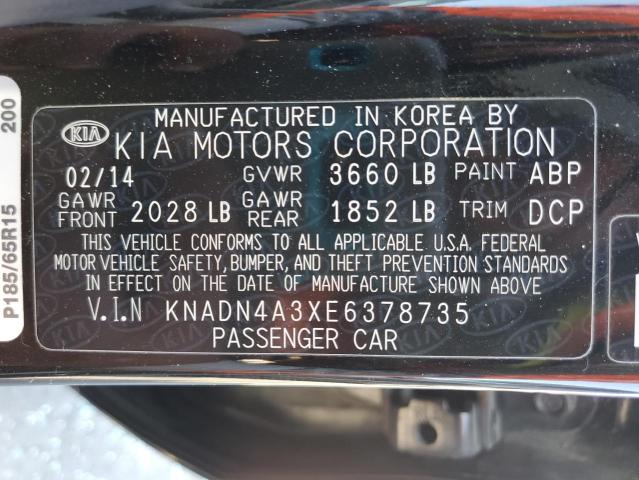 MANUFACTURED IN KOREA BY
KIA KIA MOTORS CORPORATION
02/14 GVWR 3660 LB PAINT ABP
GAWR FRONT 2028 LB GAWR REAR 1852 LB TRIM DCP
THIS VEHICLE CONFORMS TO ALL APPLICABLE U.S.A. FEDERAL
MOTOR VEHICLE SAFETY, BUMPER, AND THEFT PREVENTION STANDARDS
IN EFFECT ON THE DATE OF MANUFACTURE SHOWN ABOVE.
V.I.N KNADN4A3XE6378735
PASSENGER CAR
P185/65R15 200